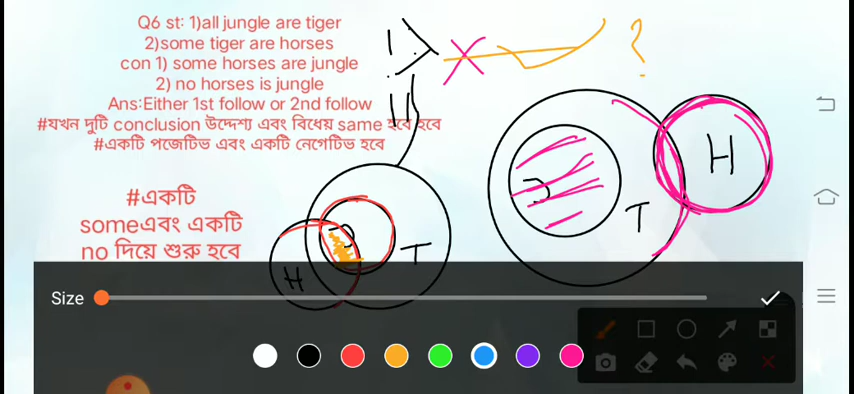 Q6 st: 1)all jungle are tiger
2)some tiger are horses
con 1) some horses are jungle
2) no horses is jungle
Ans:Either 1st follow or 2nd follow
#যখন দুটি conclusion উদ্দেশ্য এবং বিধেয় same হবে হবে
#একটি পজেটিভ এবং একটি নেগেটিভ হবে
#একটি
someএবং একটি
no দিয়ে শুরু হবে
?
J
T
H
J
T
H
Size